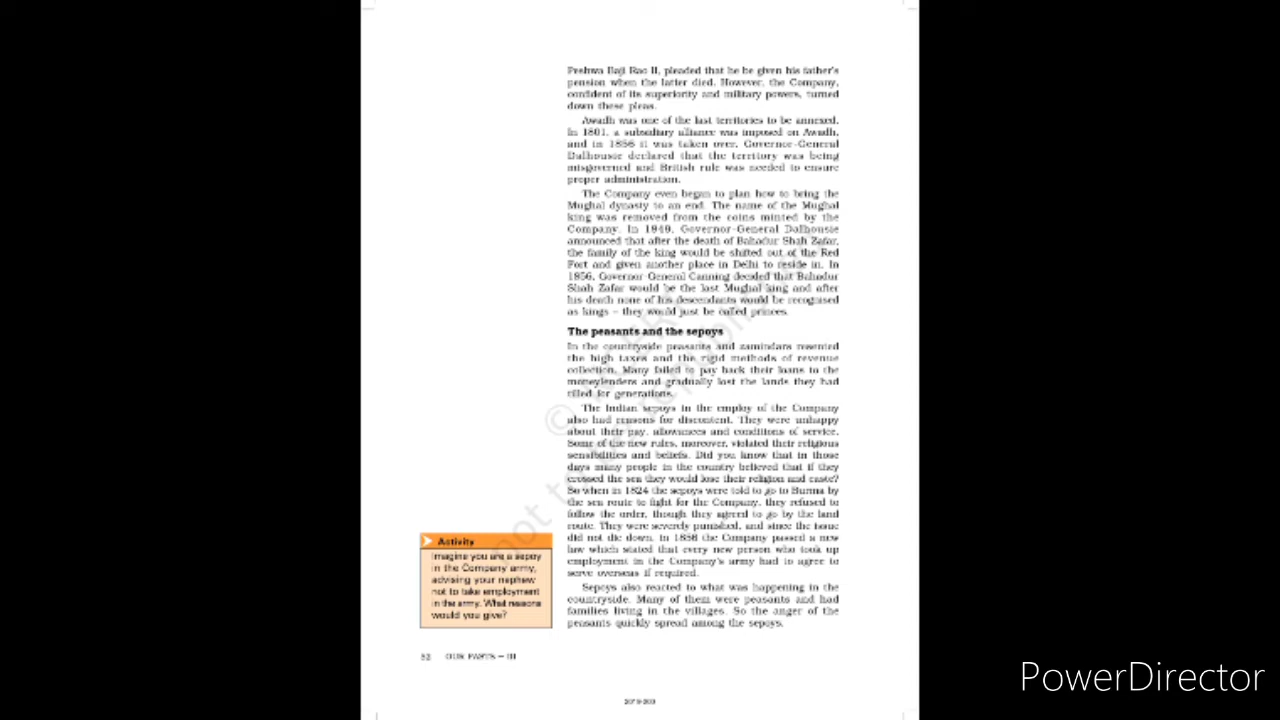 Peshwa Baji Rao II, pleaded that he be given his father's
pension when the latter died. However, the Company,
confident of its superiority and military powers, turned
down these pleas.
Awadh was one of the last territories to be annexed.
In 1801, a subsidiary alliance was imposed on Awadh,
and in 1856 it was taken over. Governor-General
Dalhousie declared that the territory was being
misgoverned and British rule was needed to ensure
proper administration.
The Company even began to plan how to bring the
Mughal dynasty to an end. The name of the Mughal
king was removed from the coins minted by the
Company. In 1849, Governor-General Dalhousie
announced that after the death of Bahadur Shah Zafar,
the family of the king would be shifted out of the Red
Fort and given another place in Delhi to reside in. In
1856, Governor-General Canning decided that Bahadur
Shah Zafar would be the last Mughal king and after
his death none of his descendants would be recognised
as kings – they would just be called princes.
The peasants and the sepoys
In the countryside peasants and zamindars resented
the high taxes and the rigid methods of revenue
collection. Many failed to pay back their loans to the
moneylenders and gradually lost the lands they had
tilled for generations.
The Indian sepoys in the employ of the Company
also had reasons for discontent. They were unhappy
about their pay, allowances and conditions of service.
Some of the new rules, moreover, violated their religious
sensibilities and beliefs. Did you know that in those
days many people in the country believed that if they
crossed the sea they would lose their religion and caste?
So when in 1824 the sepoys were told to go to Burma by
the sea route to fight for the Company, they refused to
follow the order, though they agreed to go by the land
route. They were severely punished, and since the issue
did not die down, in 1856 the Company passed a new
law which stated that every new person who took up
employment in the Company's army had to agree to
serve overseas if required.
Sepoys also reacted to what was happening in the
countryside. Many of them were peasants and had
families living in the villages. So the anger of the
peasants quickly spread among the sepoys.
Activity
Imagine you are a sepoy
in the Company army,
advising your nephew
not to take employment
in the army. What reasons
would you give?
52 OUR PASTS – III
PowerDirector